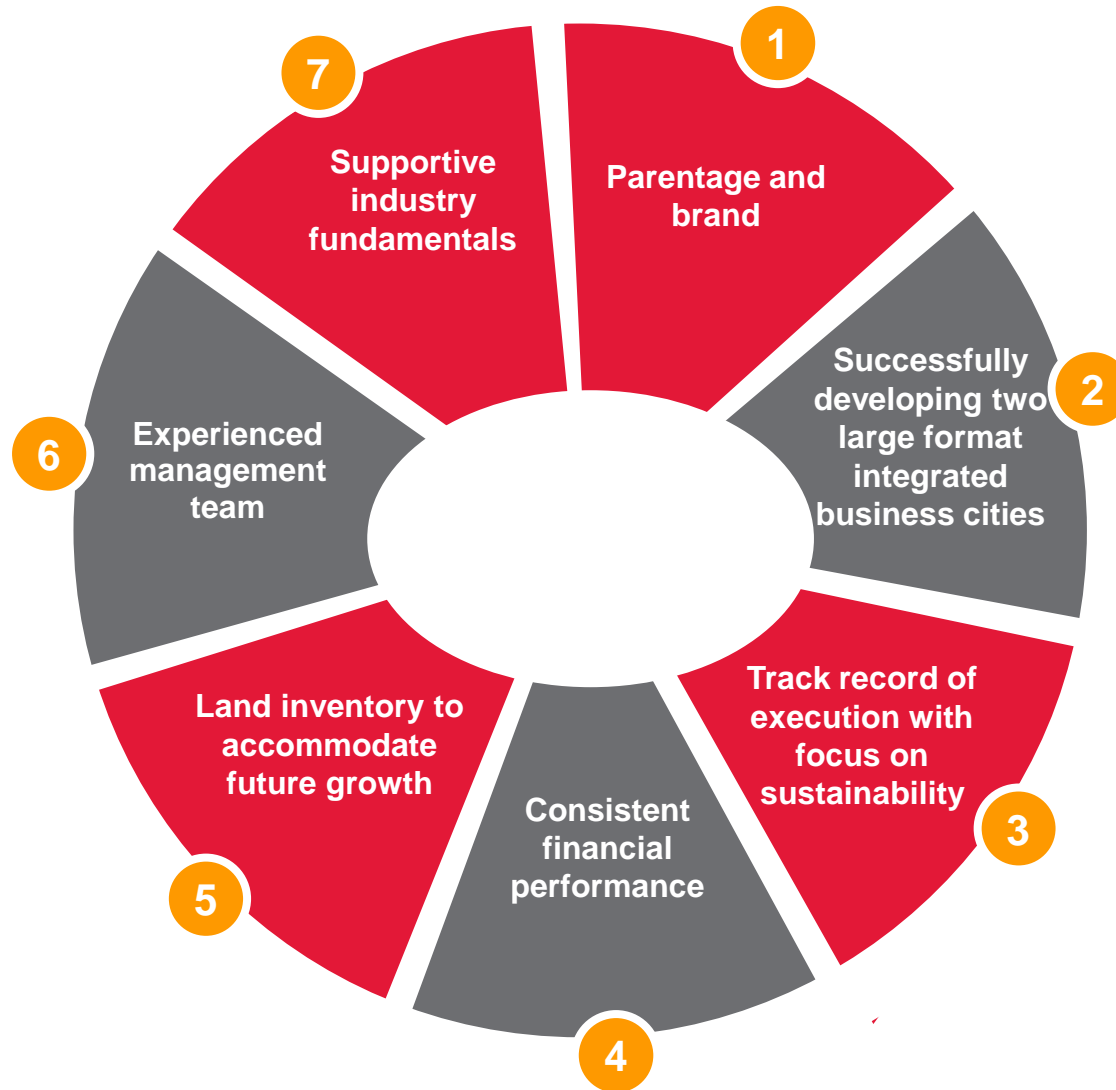 1
Parentage and
brand
2
Successfully
developing two
large format
integrated
business cities
3
Track record of
execution with
focus on
sustainability
4
Consistent
financial
performance
5
Land inventory to
accommodate
future growth
6
Experienced
management
team
7
Supportive
industry
fundamentals